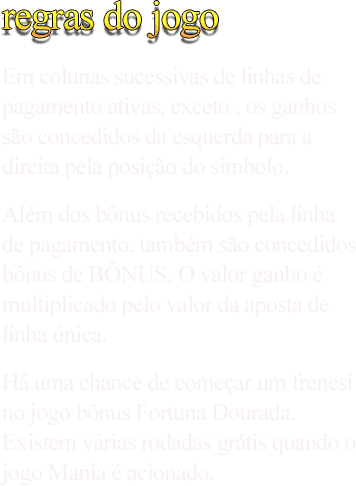 regras do jogo
Em colunas sucessivas de linhas de
pagamento ativas, exceto , os ganhos
são concedidos da esquerda para a
direita pela posição do símbolo.
Além dos bônus recebidos pela linha
de pagamento, também são concedidos
bônus de BÔNUS. O valor ganho é
multiplicado pelo valor da aposta de
linha única.
Há uma chance de começar um frenesi
no jogo bônus Fortuna Dourada.
Existem várias rodadas grátis quando o
jogo Mania é acionado.